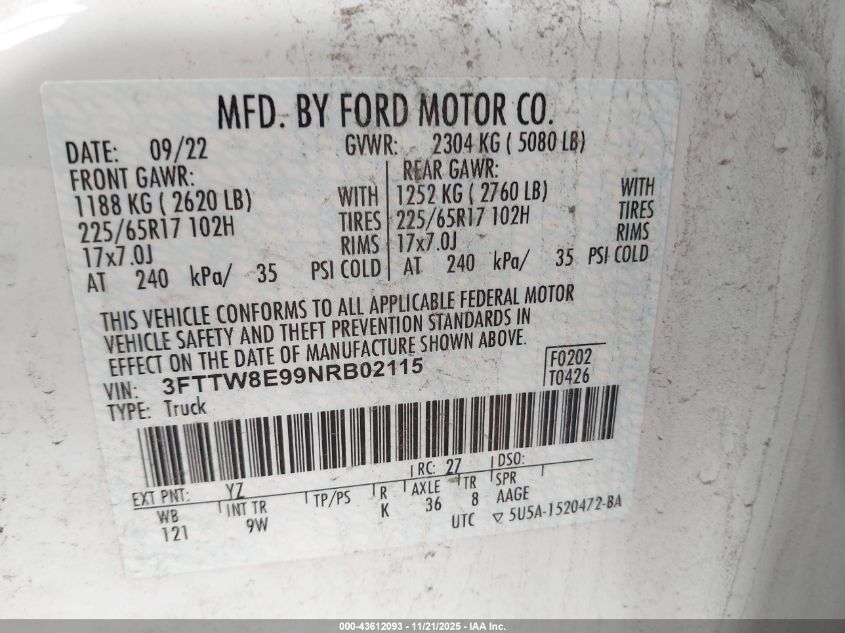 MFD. BY FORD MOTOR CO.
DATE: 09/22 GVWR: 2304 KG ( 5080 LB)
FRONT GAWR: REAR GAWR:
1188 KG ( 2620 LB) WITH 1252 KG ( 2760 LB) WITH
225/65R17 102H TIRES 225/65R17 102H TIRES
17x7.0J RIMS 17x7.0J RIMS
AT 240 kPa/ 35 PSI COLD AT 240 kPa/ 35 PSI COLD
THIS VEHICLE CONFORMS TO ALL APPLICABLE FEDERAL MOTOR
VEHICLE SAFETY AND THEFT PREVENTION STANDARDS IN
EFFECT ON THE DATE OF MANUFACTURE SHOWN ABOVE.
VIN: 3FTTW8E99NRB02115 F0202
TYPE: Truck T0426
RC: 27 DSO:
EXT PNT: YZ TP/PS R AXLE TR SPR
WB INT TR K 36 8 AAGE
121 9W UTC ▽ 5U5A-1520472-BA
000-43612093 - 11/21/2025 - IAA Inc.